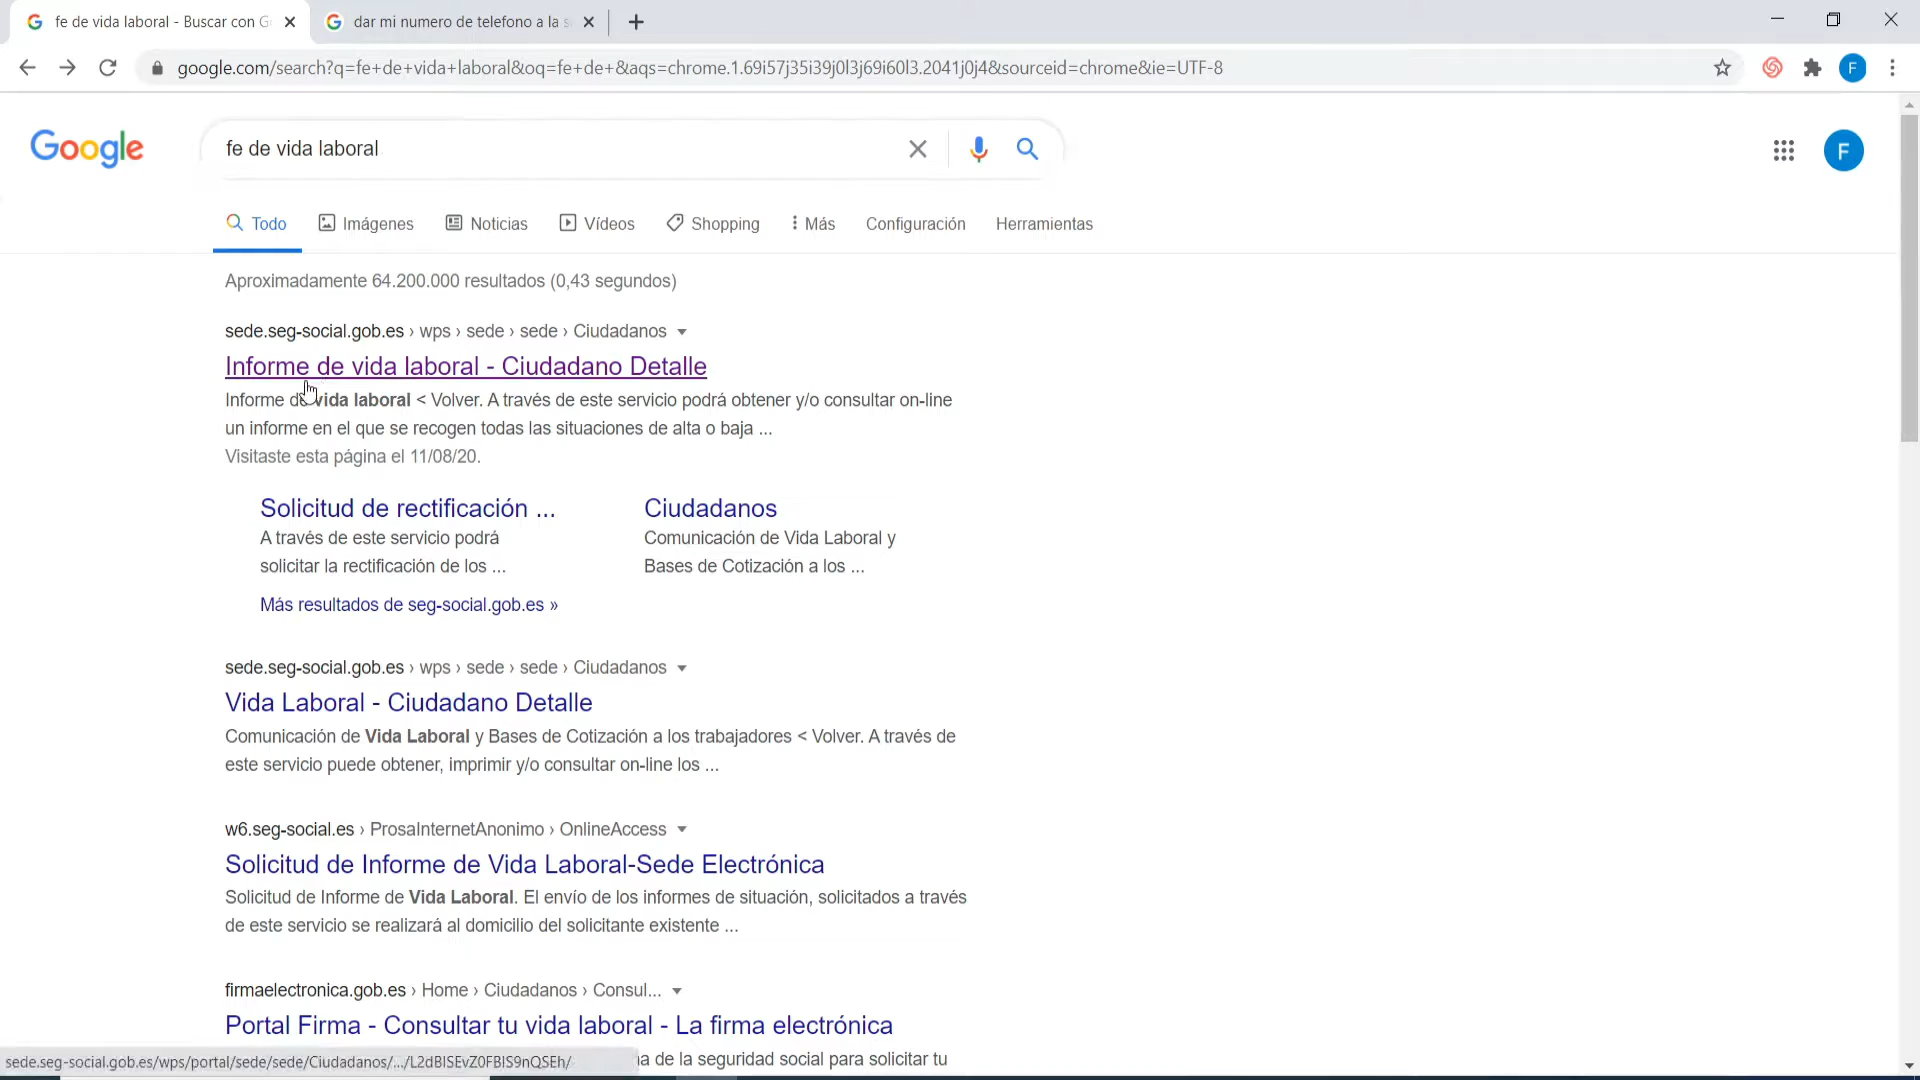 fe de vida laboral - Buscar con G
dar mi numero de telefono a la s
google.com/search?q=fe+de+vida+laboral&oq=fe+de+&aqs=chrome.1.69i57j35i39j0l3j69i60l3.2041j0j4&sourceid=chrome&ie=UTF-8
F
Google
fe de vida laboral
F
Todo
Imágenes
Noticias
Vídeos
Shopping
Más
Configuración
Herramientas
Aproximadamente 64.200.000 resultados (0,43 segundos)
sede.seg-social.gob.es › wps › sede › sede › Ciudadanos
Informe de vida laboral - Ciudadano Detalle
Informe de vida laboral < Volver. A través de este servicio podrá obtener y/o consultar on-line
un informe en el que se recogen todas las situaciones de alta o baja ...
Visitaste esta página el 11/08/20.
Solicitud de rectificación ...
A través de este servicio podrá
solicitar la rectificación de los ...
Ciudadanos
Comunicación de Vida Laboral y
Bases de Cotización a los ...
Más resultados de seg-social.gob.es »
sede.seg-social.gob.es › wps › sede › sede › Ciudadanos
Vida Laboral - Ciudadano Detalle
Comunicación de Vida Laboral y Bases de Cotización a los trabajadores < Volver. A través de
este servicio puede obtener, imprimir y/o consultar on-line los ...
w6.seg-social.es › ProsaInternetAnonimo › OnlineAccess
Solicitud de Informe de Vida Laboral-Sede Electrónica
Solicitud de Informe de Vida Laboral. El envío de los informes de situación, solicitados a través
de este servicio se realizará al domicilio del solicitante existente ...
firmaelectronica.gob.es › Home › Ciudadanos › Consul...
Portal Firma - Consultar tu vida laboral - La firma electrónica
de la seguridad social para solicitar tu
sede.seg-social.gob.es/wps/portal/sede/sede/Ciudadanos/.../L2dBISEvZ0FBIS9nQSEh/